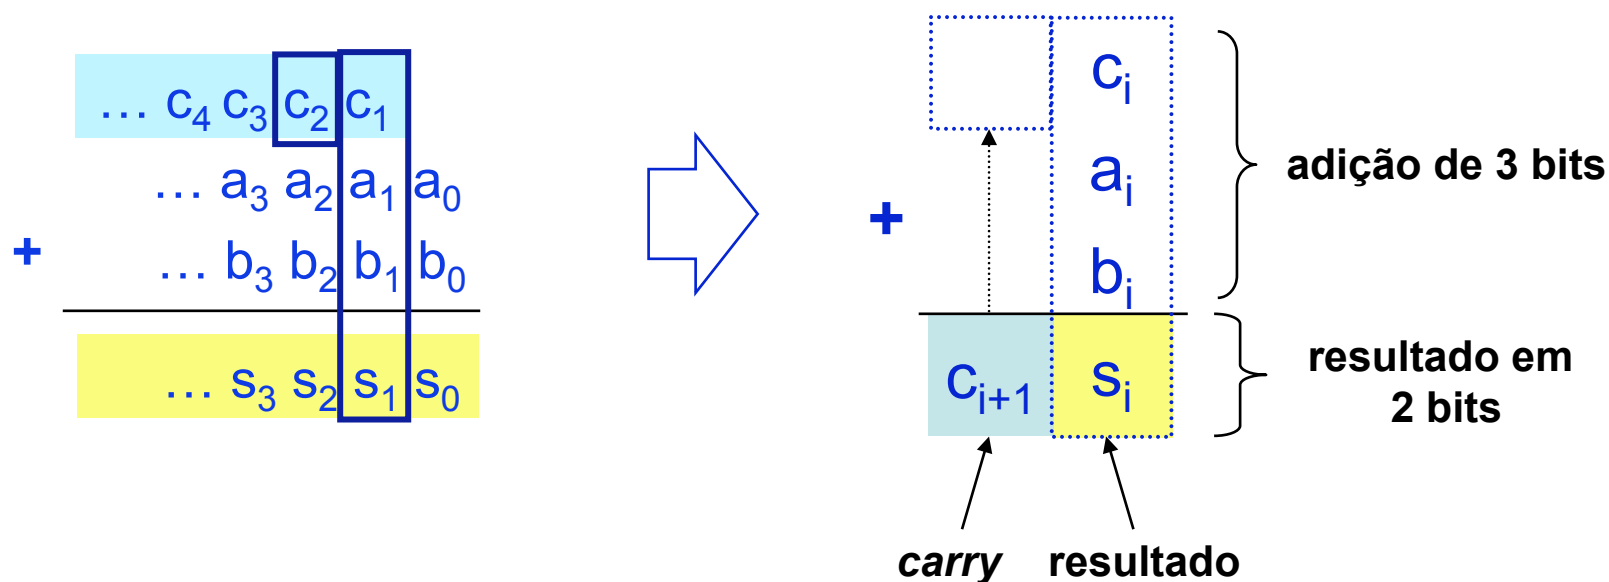 … c₄ c₃ c₂ c₁
… a₃ a₂ a₁ a₀
+ … b₃ b₂ b₁ b₀
… s₃ s₂ s₁ s₀
cᵢ
aᵢ
+
bᵢ
cᵢ₊₁ sᵢ
adição de 3 bits
resultado em
2 bits
carry resultado